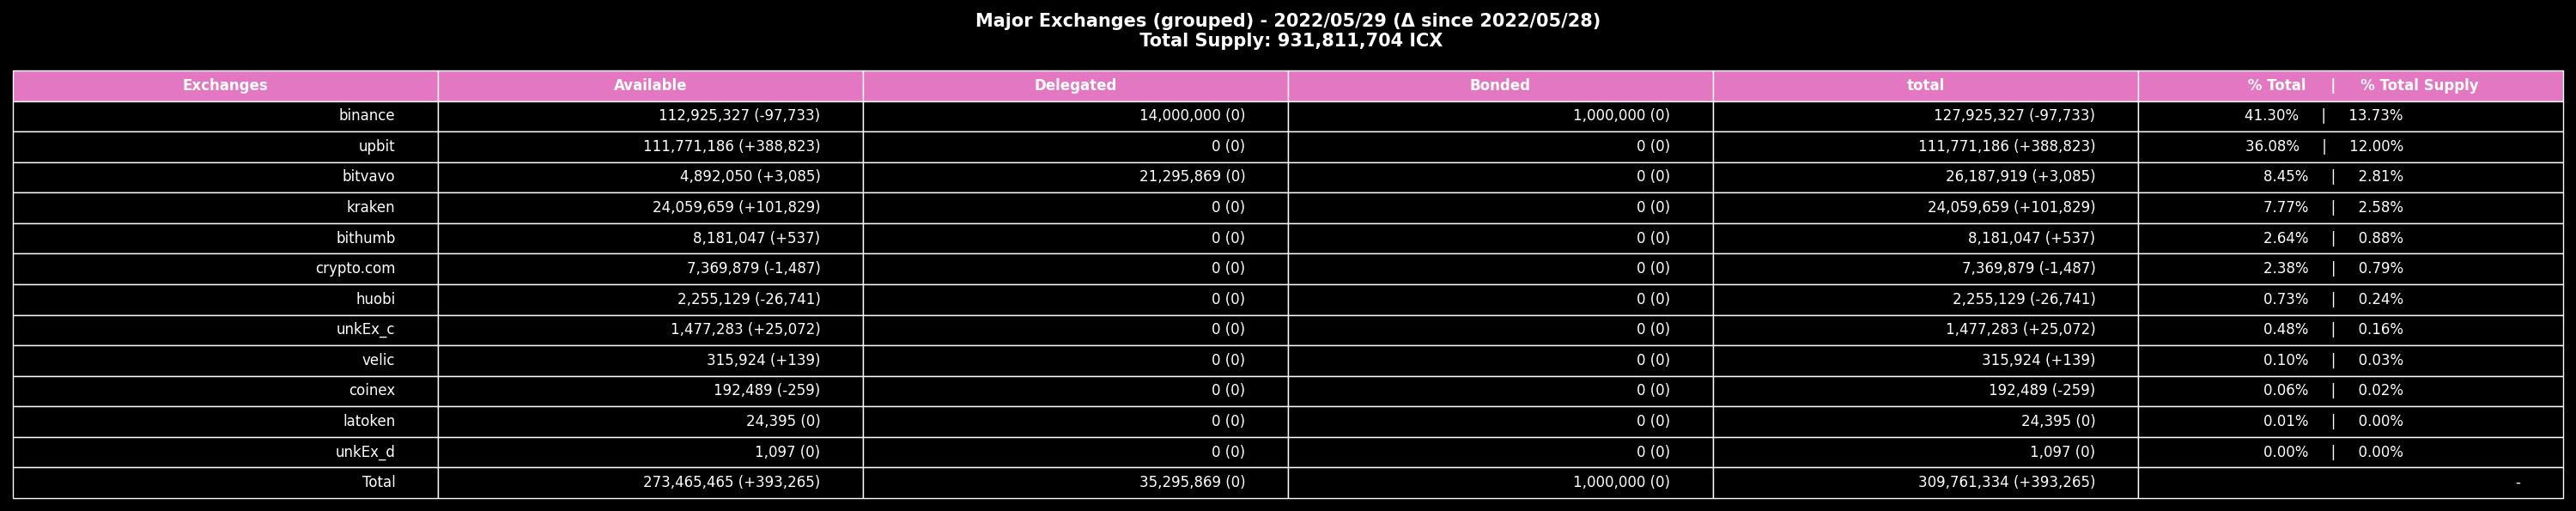 Major Exchanges (grouped) - 2022/05/29 (Δ since 2022/05/28)
Total Supply: 931,811,704 ICX
Exchanges Available Delegated Bonded total % Total | % Total Supply
binance 112,925,327 (-97,733) 14,000,000 (0) 1,000,000 (0) 127,925,327 (-97,733) 41.30% | 13.73%
upbit 111,771,186 (+388,823) 0 (0) 0 (0) 111,771,186 (+388,823) 36.08% | 12.00%
bitvavo 4,892,050 (+3,085) 21,295,869 (0) 0 (0) 26,187,919 (+3,085) 8.45% | 2.81%
kraken 24,059,659 (+101,829) 0 (0) 0 (0) 24,059,659 (+101,829) 7.77% | 2.58%
bithumb 8,181,047 (+537) 0 (0) 0 (0) 8,181,047 (+537) 2.64% | 0.88%
crypto.com 7,369,879 (-1,487) 0 (0) 0 (0) 7,369,879 (-1,487) 2.38% | 0.79%
huobi 2,255,129 (-26,741) 0 (0) 0 (0) 2,255,129 (-26,741) 0.73% | 0.24%
unkEx_c 1,477,283 (+25,072) 0 (0) 0 (0) 1,477,283 (+25,072) 0.48% | 0.16%
velic 315,924 (+139) 0 (0) 0 (0) 315,924 (+139) 0.10% | 0.03%
coinex 192,489 (-259) 0 (0) 0 (0) 192,489 (-259) 0.06% | 0.02%
latoken 24,395 (0) 0 (0) 0 (0) 24,395 (0) 0.01% | 0.00%
unkEx_d 1,097 (0) 0 (0) 0 (0) 1,097 (0) 0.00% | 0.00%
Total 273,465,465 (+393,265) 35,295,869 (0) 1,000,000 (0) 309,761,334 (+393,265) -